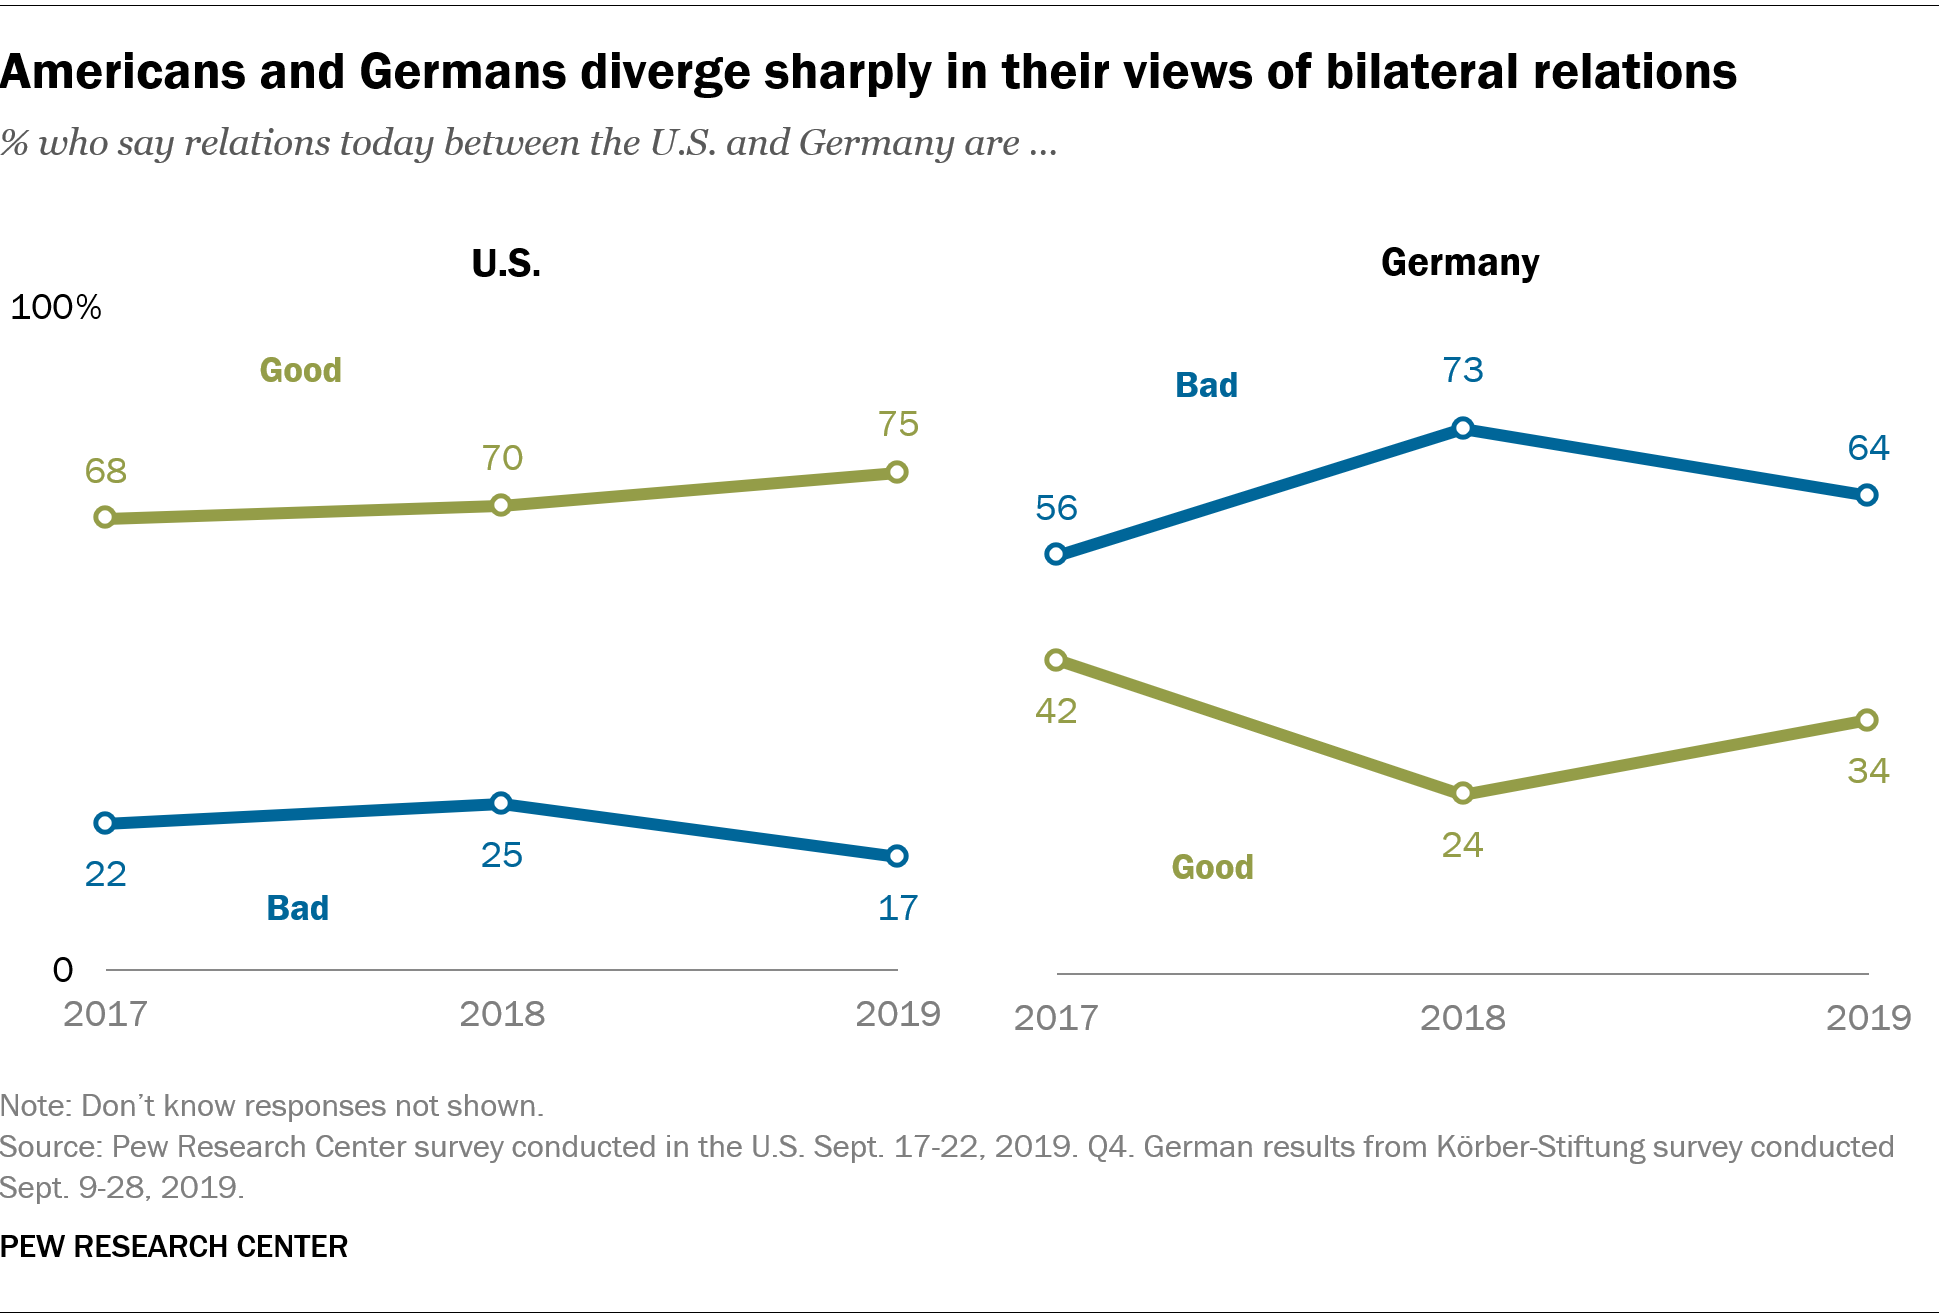 Americans and Germans diverge sharply in their views of bilateral relations
% who say relations today between the U.S. and Germany are ...
U.S.
100%
Good
68
70
75
22
25
17
Bad
0
2017
2018
2019
Germany
Bad
56
73
64
42
24
34
Good
2017
2018
2019
Note: Don’t know responses not shown.
Source: Pew Research Center survey conducted in the U.S. Sept. 17-22, 2019. Q4. German results from Körber-Stiftung survey conducted
Sept. 9-28, 2019.
PEW RESEARCH CENTER